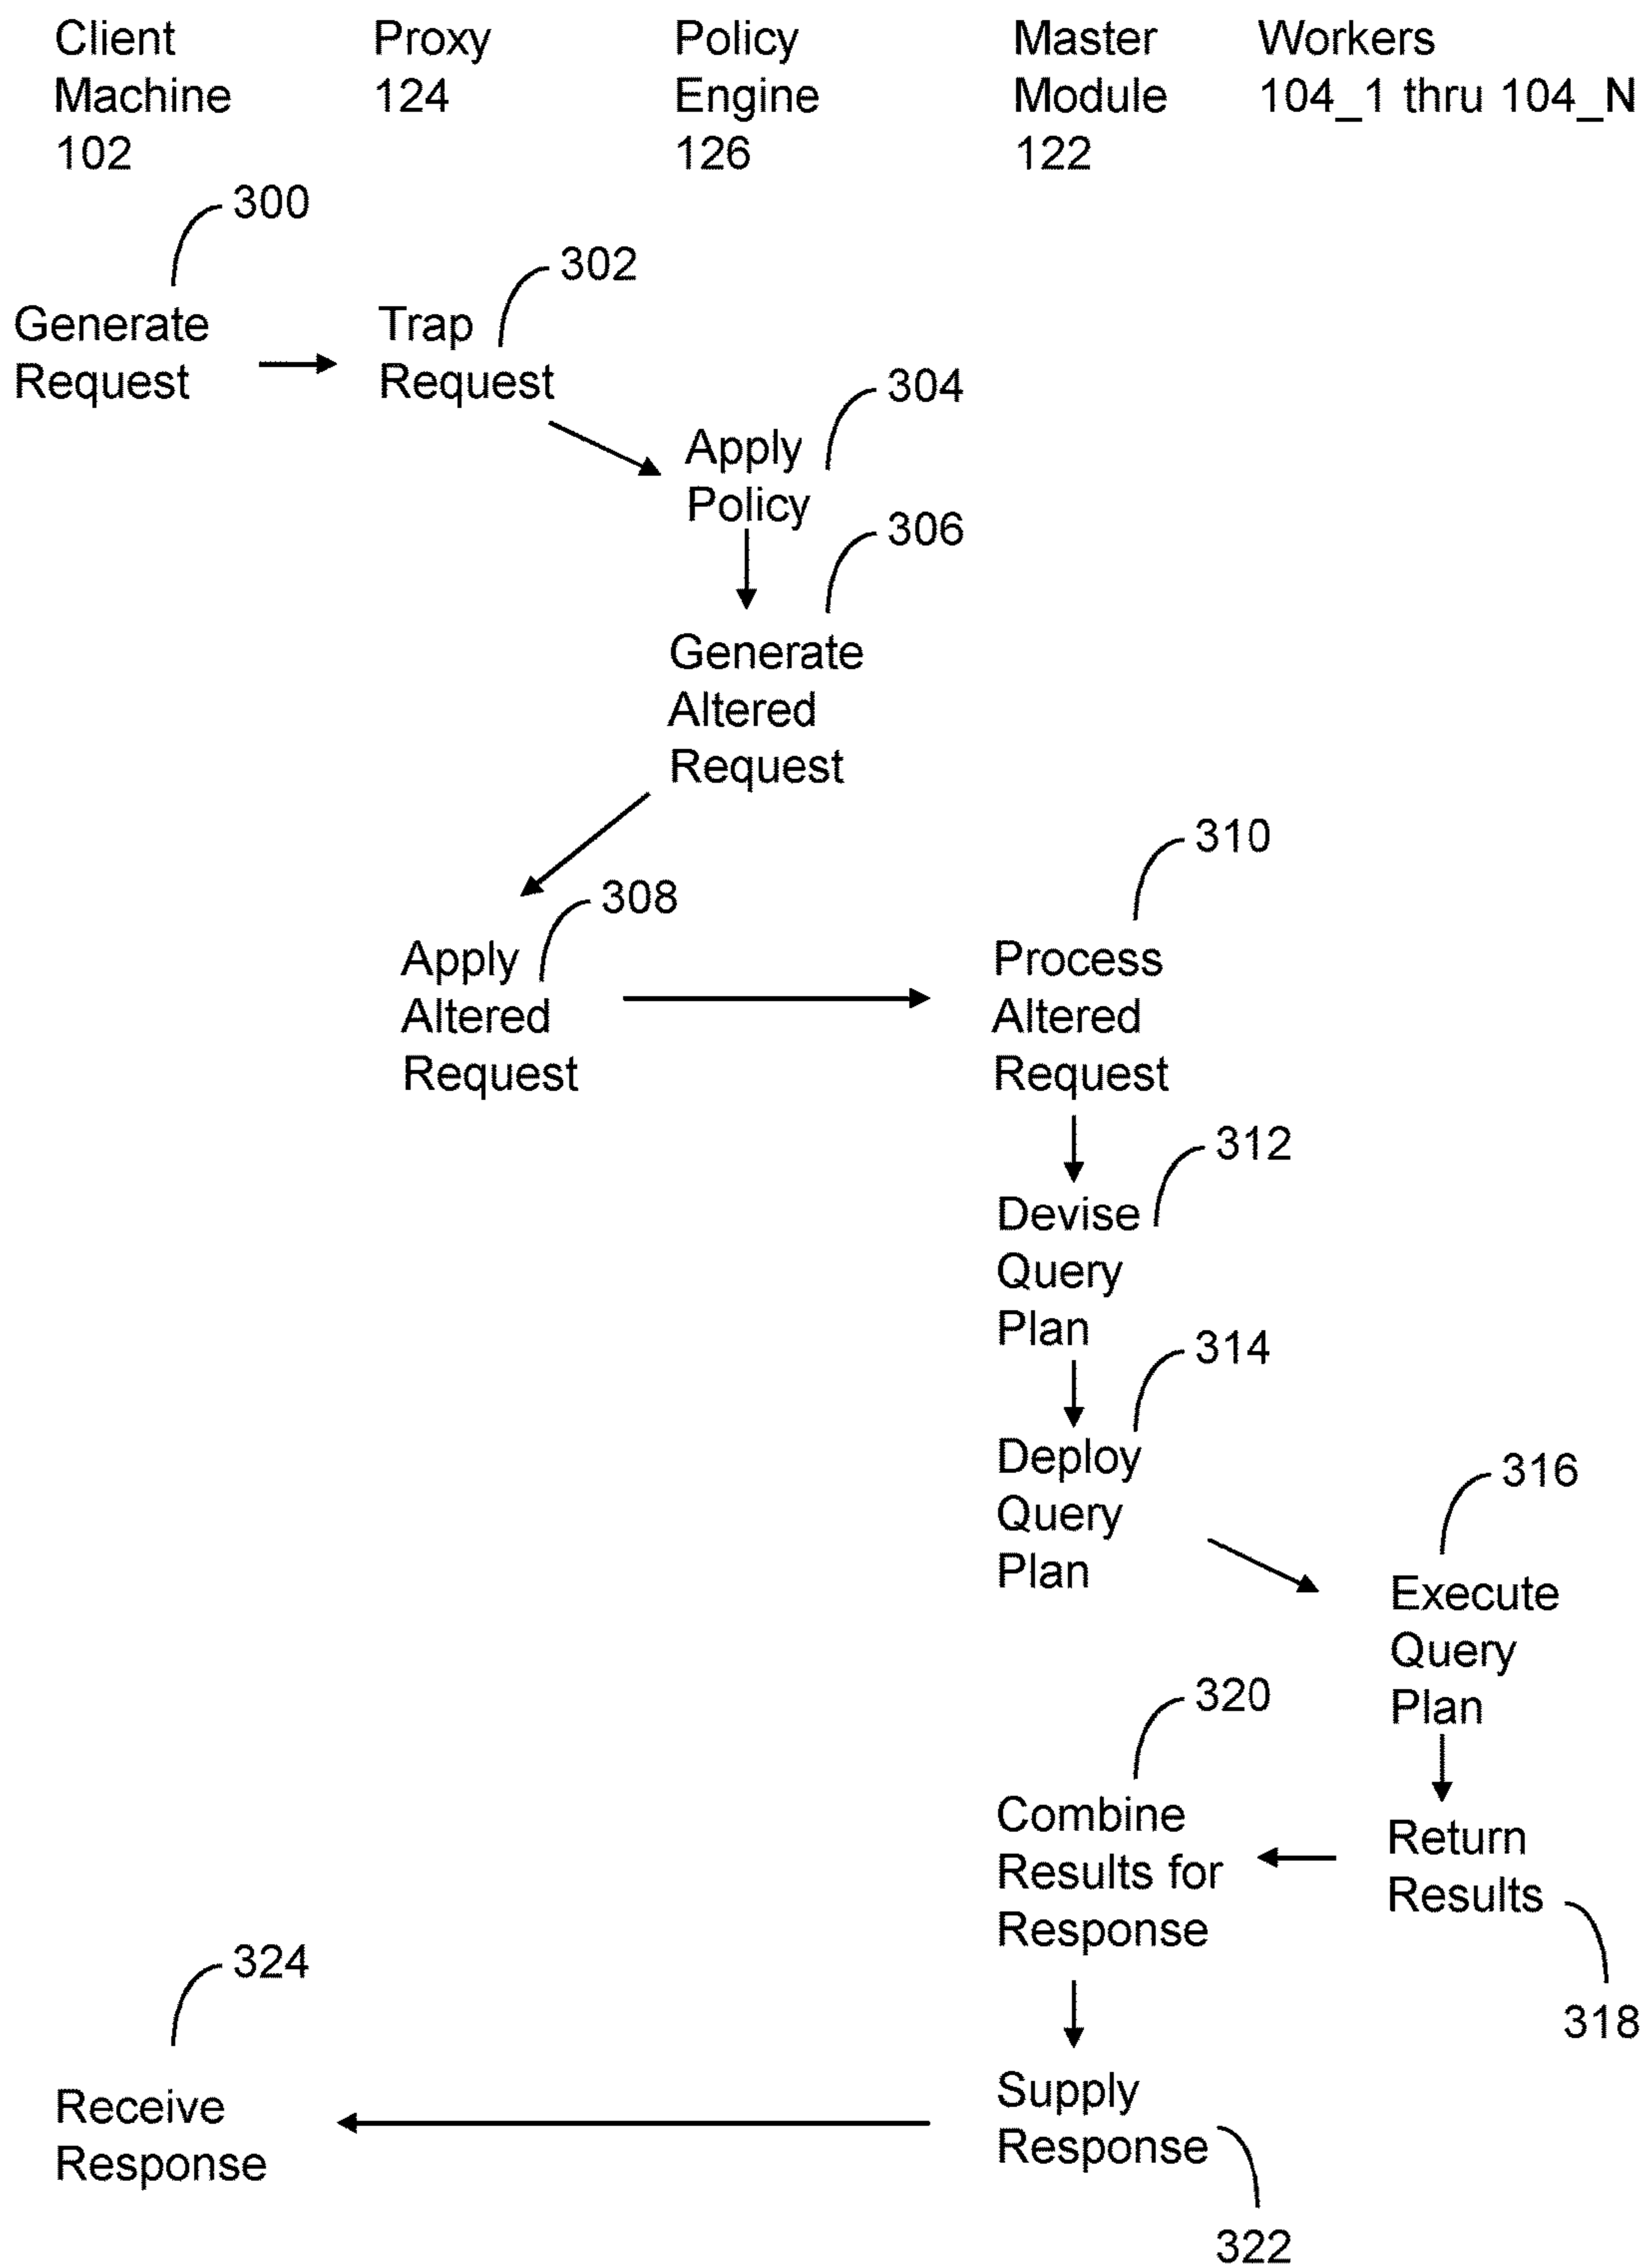 Client
Machine
102
Proxy
124
Policy
Engine
126
Master
Module
122
Workers
104_1 thru 104_N
300
Generate
Request
302
Trap
Request
304
Apply
Policy
306
Generate
Altered
Request
308
Apply
Altered
Request
310
Process
Altered
Request
312
Devise
Query
Plan
314
Deploy
Query
Plan
316
Execute
Query
Plan
318
Return
Results
320
Combine
Results for
Response
322
Supply
Response
324
Receive
Response